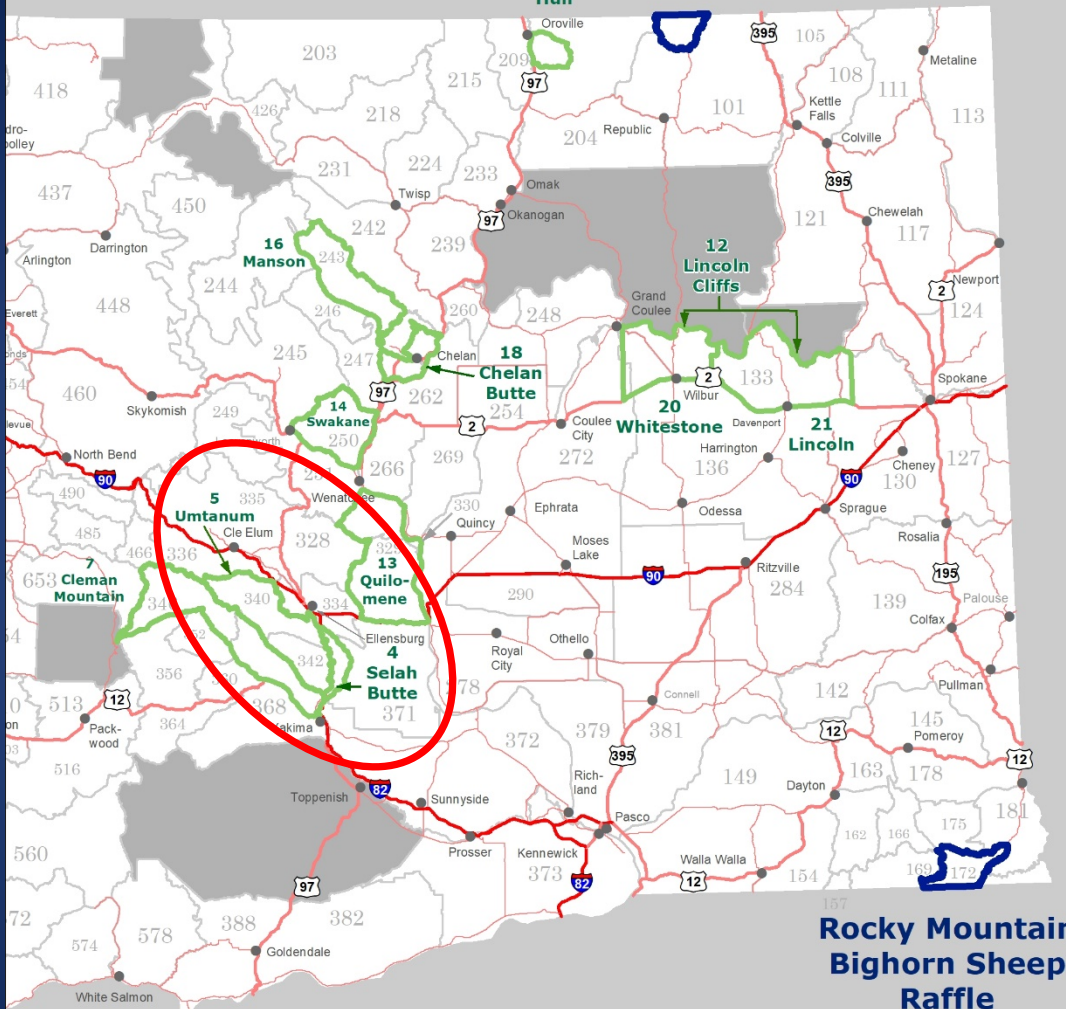 Oroville
203
209
215
97
395
105
Metaline
418
108
111
426
218
204
Republic
101
Kettle
Falls
Colville
113
231
224
233
Omak
Okanogan
97
395
437
450
Twisp
242
239
121
Chewelah
117
Darrington
Arlington
16
Manson
243
12
Lincoln
Cliffs
Newport
2
124
448
244
246
260
248
Grand
Coulee
Everett
245
247
Chelan
18
Chelan
Butte
133
2
Wilbur
Spokane
460
Skykomish
97
262
254
2
Coulee
City
20
Whitestone
Davenport
21
Lincoln
249
14
Swakane
250
North Bend
90
266
269
272
Harrington
136
Cheney
130
127
490
335
Wenatchee
330
Quincy
Ephrata
Odessa
90
Sprague
5
Umtanum
Cle Elum
328
485
466
336
Moses
Lake
Rosalia
7
Cleman
Mountain
653
340
334
13
Quilo-
mene
90
Ritzville
284
195
290
139
Palouse
Ellensburg
4
Selah
Butte
342
Royal
City
Othello
Colfax
356
368
371
Connell
142
Pullman
513
12
Pack-
wood
364
Yakima
372
379
381
395
12
145
Pomeroy
12
516
82
Toppenish
Sunnyside
Rich-
land
149
Dayton
163
178
181
Prosser
Kennewick
Pasco
162
166
175
560
97
373
82
Walla Walla
12
154
169
172
157
388
382
574
578
Goldendale
White Salmon
Rocky Mountain
Bighorn Sheep
Raffle